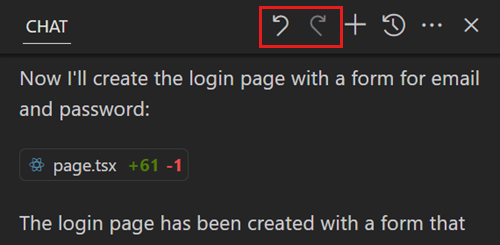 CHAT
Now I'll create the login page with a form for email
and password:
page.tsx +61 -1
The login page has been created with a form that